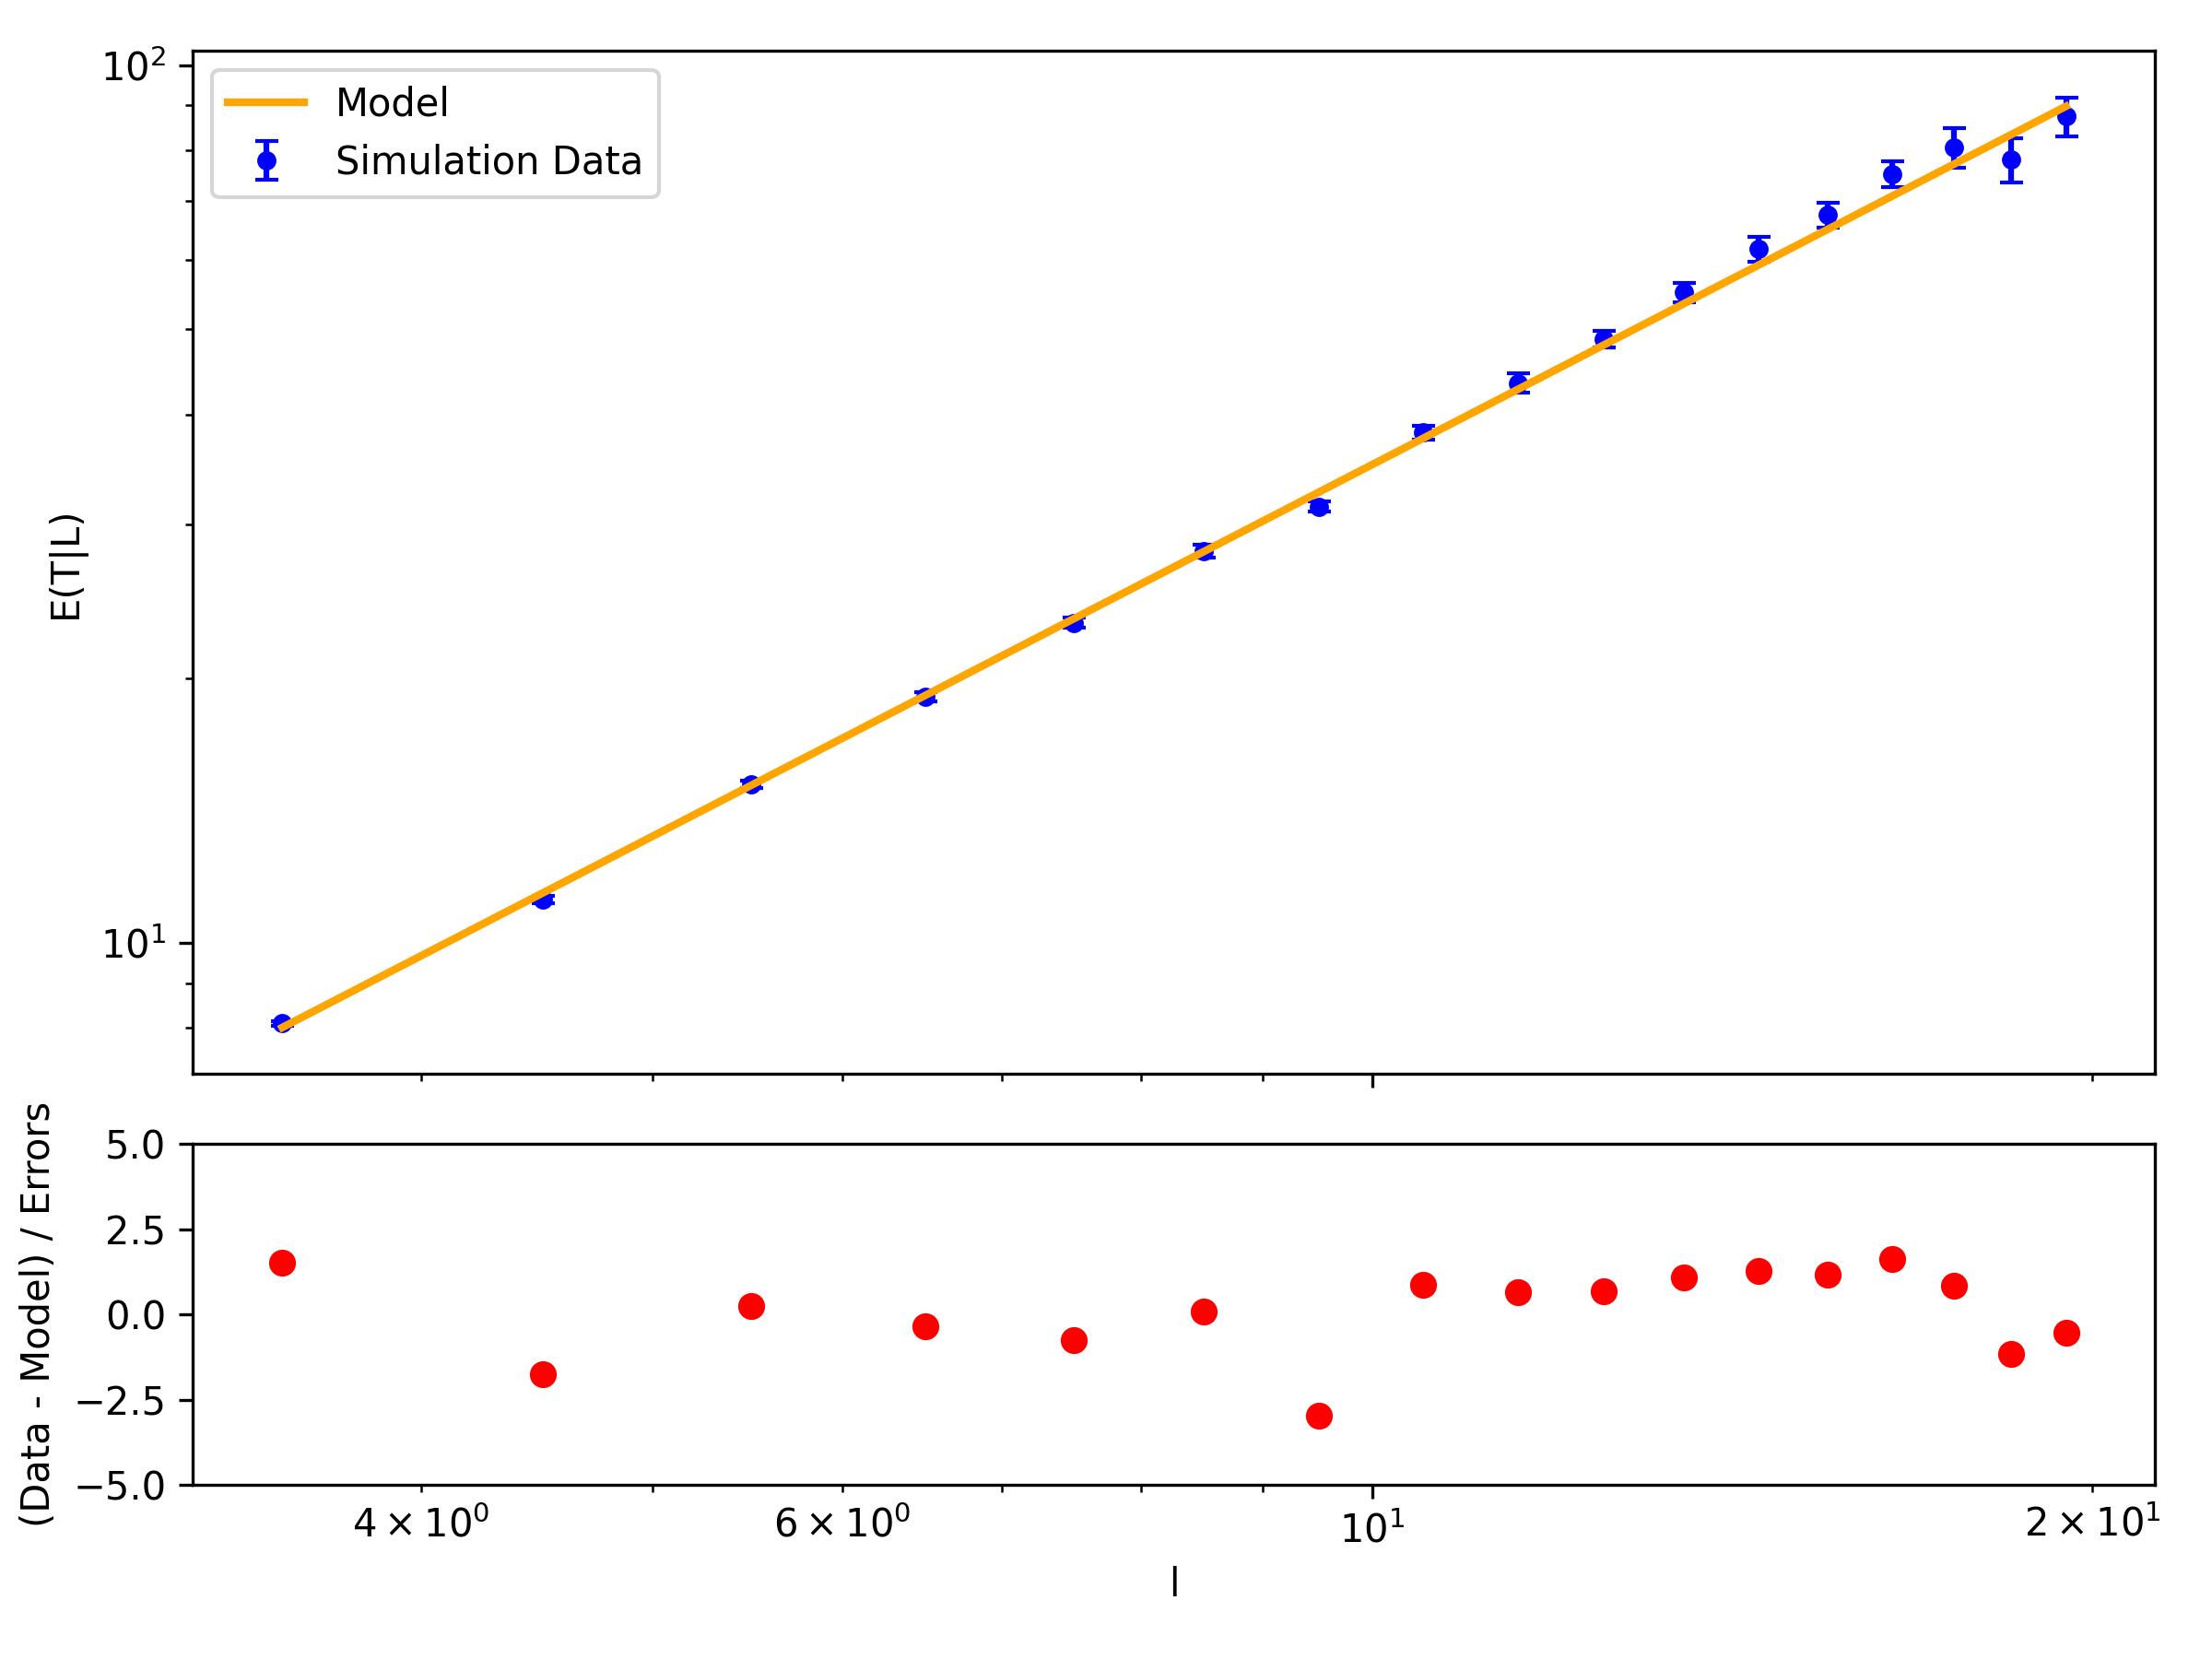 10²
Model
Simulation Data
E(T|L)
10¹
(Data - Model) / Errors
5.0
2.5
0.0
−2.5
−5.0
4 × 10⁰
6 × 10⁰
10¹
2 × 10¹
l